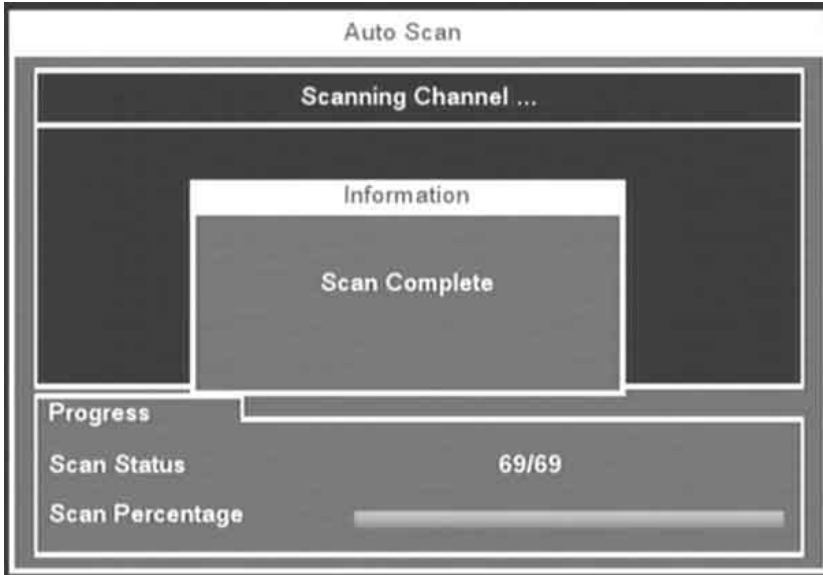 Auto Scan
Scanning Channel ...
Information
Scan Complete
Progress
Scan Status 69/69
Scan Percentage